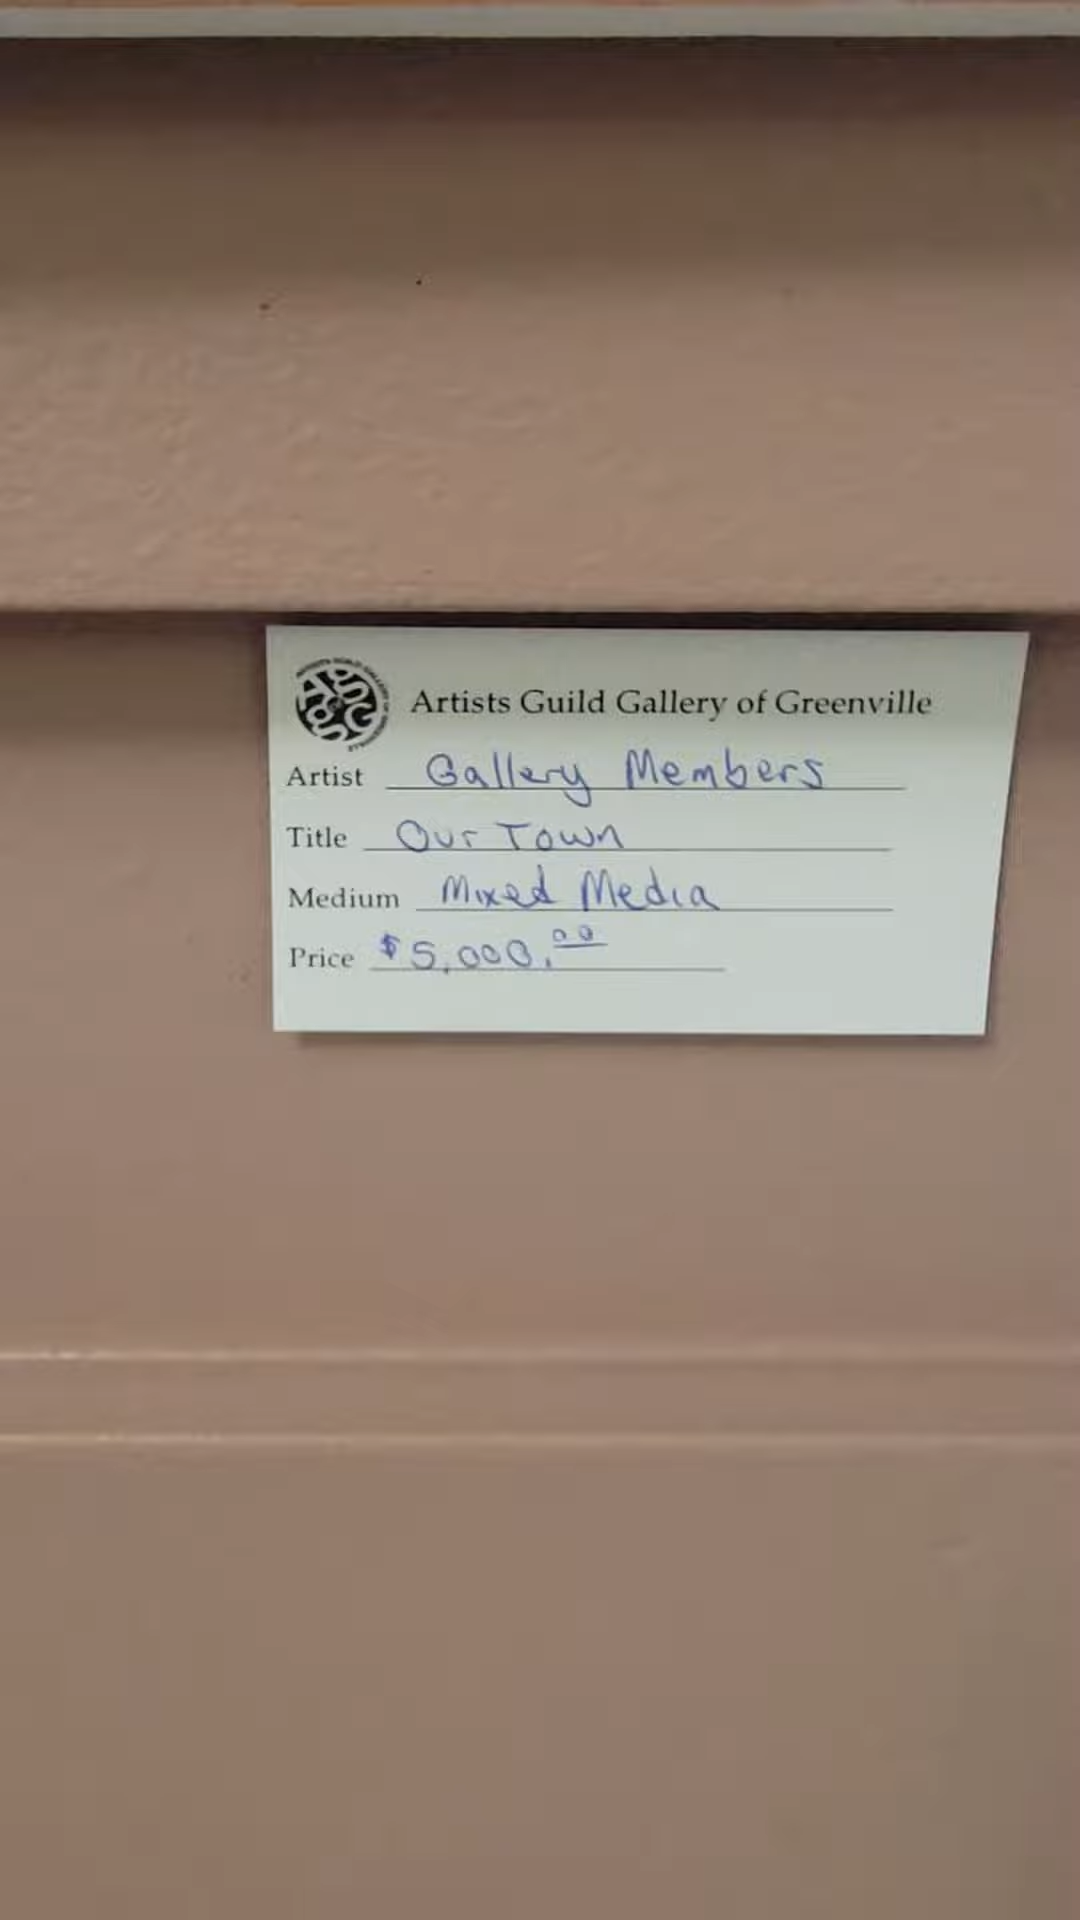 Artists Guild Gallery of Greenville
Artist Gallery Members
Title Our Town
Medium Mixed Media
Price $5,000.00